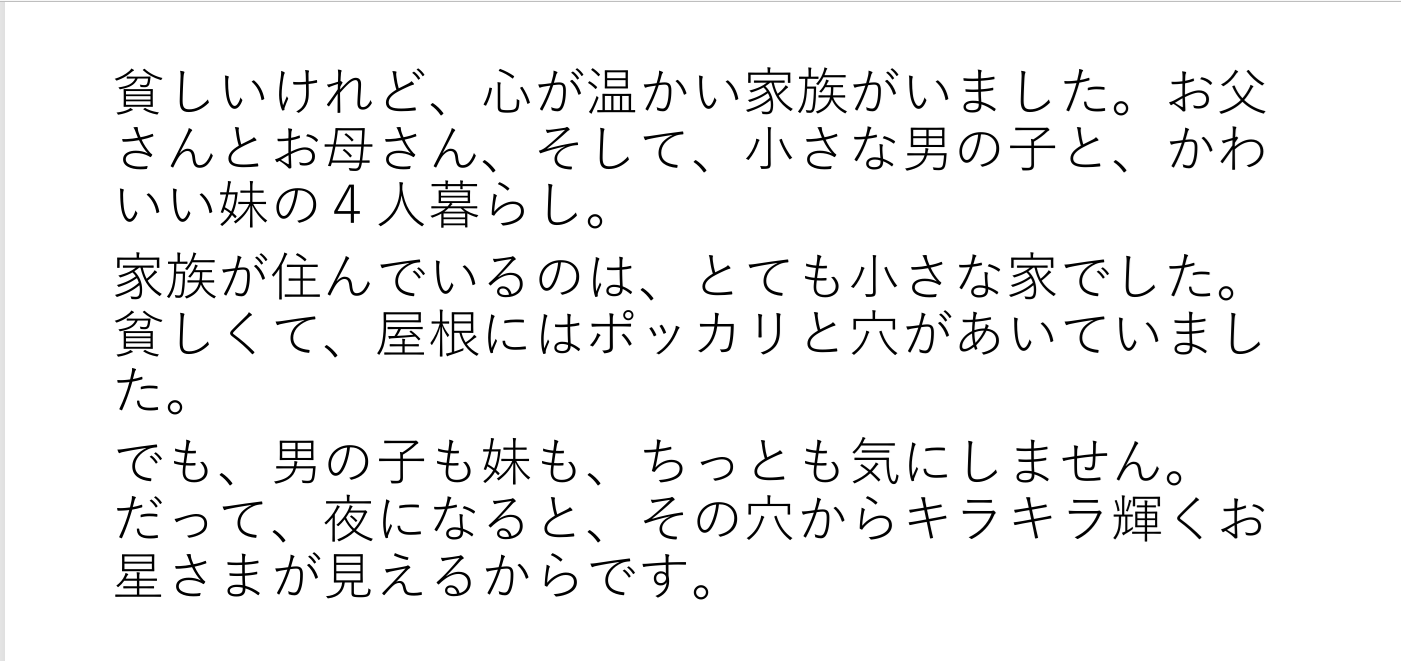 貧しいけれど、心が温かい家族がいました。お父
さんとお母さん、そして、小さな男の子と、かわ
いい妹の４人暮らし。
家族が住んでいるのは、とても小さな家でした。
貧しくて、屋根にはポッカリと穴があいていまし
た。
でも、男の子も妹も、ちっとも気にしません。
だって、夜になると、その穴からキラキラ輝くお
星さまが見えるからです。